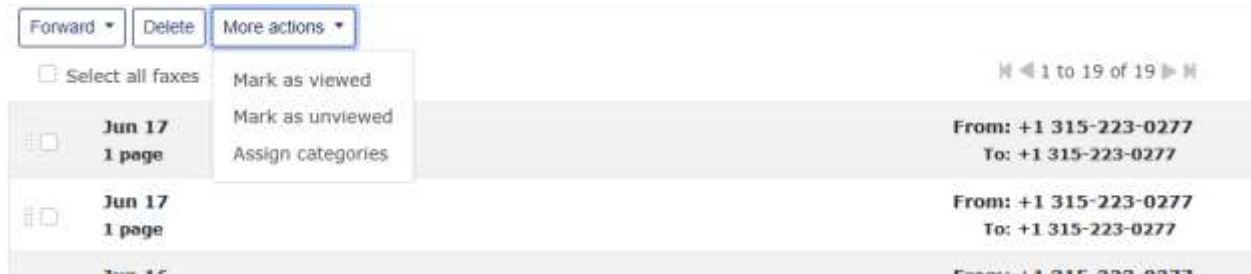 Forward Delete More actions
Select all faxes
Mark as viewed
Mark as unviewed
Assign categories
1 to 19 of 19
Jun 17
1 page
From: +1 315-223-0277
To: +1 315-223-0277
Jun 17
1 page
From: +1 315-223-0277
To: +1 315-223-0277